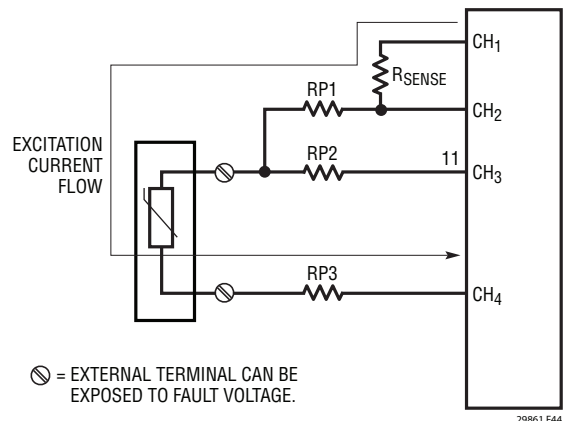 CH1
RSENSE
RP1
CH2
EXCITATION
CURRENT
FLOW
RP2
11
CH3
RP3
CH4
= EXTERNAL TERMINAL CAN BE
EXPOSED TO FAULT VOLTAGE.
29861 F44